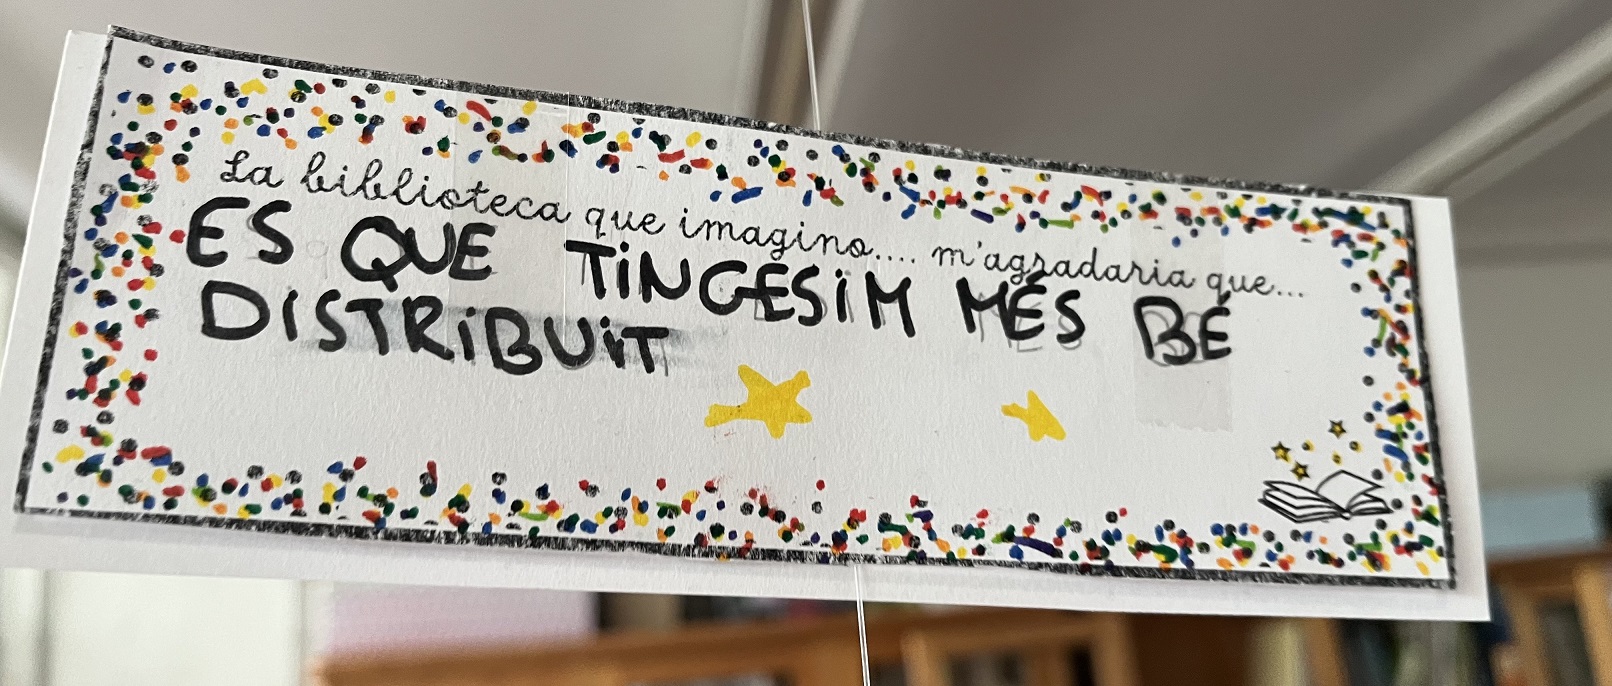 La biblioteca que imagino.... m'agradaria que...
ES QUE TINGESIM MÉS BÉ
DISTRIBUIT